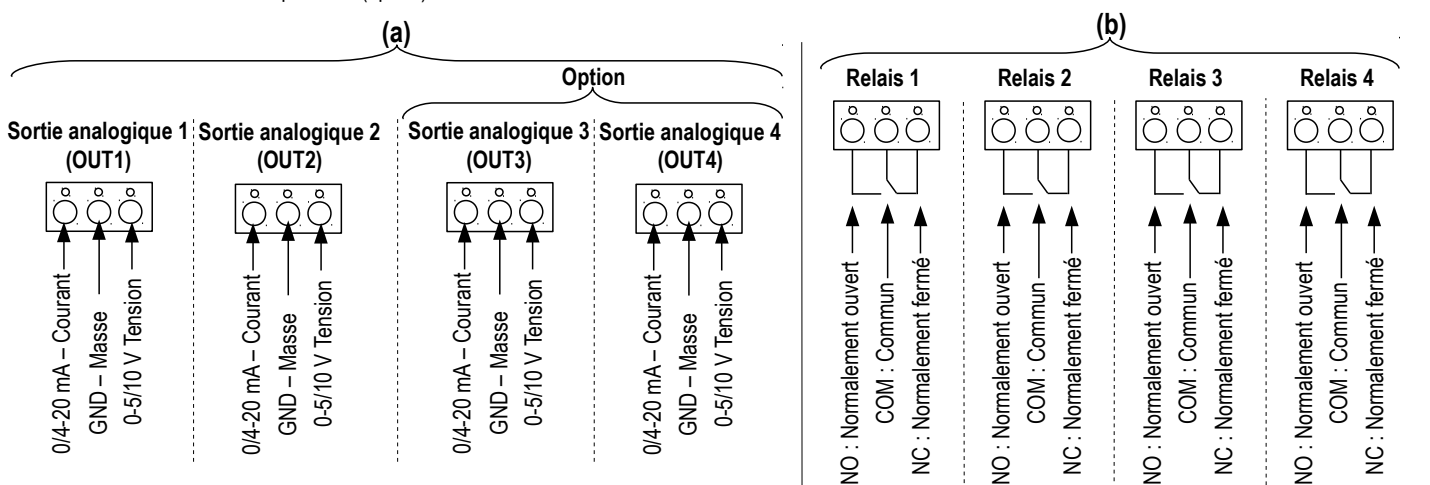 (a)
Option
Sortie analogique 1
(OUT1)
Sortie analogique 2
(OUT2)
Sortie analogique 3
(OUT3)
Sortie analogique 4
(OUT4)
0/4-20 mA – Courant
GND – Masse
0-5/10 V Tension
0/4-20 mA – Courant
GND – Masse
0-5/10 V Tension
0/4-20 mA – Courant
GND – Masse
0-5/10 V Tension
0/4-20 mA – Courant
GND – Masse
0-5/10 V Tension
(b)
Relais 1
Relais 2
Relais 3
Relais 4
NO : Normalement ouvert
COM : Commun
NC : Normalement fermé
NO : Normalement ouvert
COM : Commun
NC : Normalement fermé
NO : Normalement ouvert
COM : Commun
NC : Normalement fermé
NO : Normalement ouvert
COM : Commun
NC : Normalement fermé